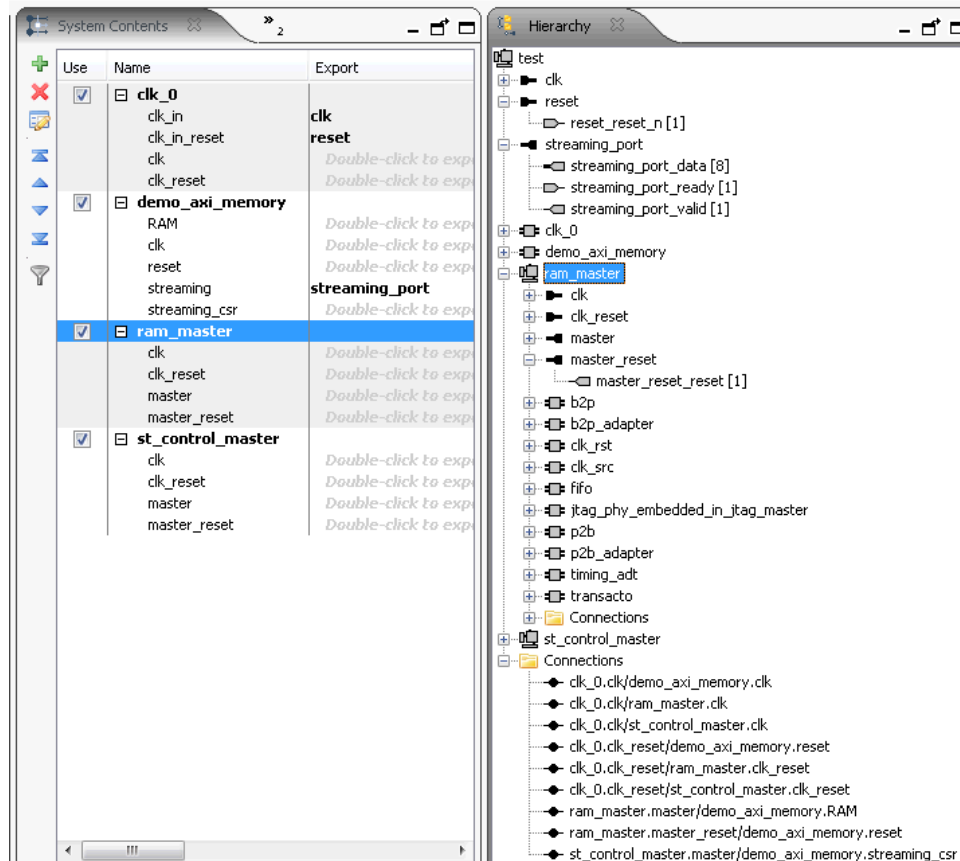 System Contents
»2
Use Name Export
clk_0
clk_in clk
clk_in_reset reset
clk Double-click to exp
clk_reset Double-click to exp
demo_axi_memory
RAM Double-click to exp
clk Double-click to exp
reset Double-click to exp
streaming streaming_port
streaming_csr Double-click to exp
ram_master
clk Double-click to exp
clk_reset Double-click to exp
master Double-click to exp
master_reset Double-click to exp
st_control_master
clk Double-click to exp
clk_reset Double-click to exp
master Double-click to exp
master_reset Double-click to exp
Hierarchy
test
clk
reset
reset_reset_n [1]
streaming_port
streaming_port_data [8]
streaming_port_ready [1]
streaming_port_valid [1]
clk_0
demo_axi_memory
ram_master
clk
clk_reset
master
master_reset
master_reset_reset [1]
b2p
b2p_adapter
clk_rst
clk_src
fifo
jtag_phy_embedded_in_jtag_master
p2b
p2b_adapter
timing_adt
transacto
Connections
st_control_master
Connections
clk_0.clk/demo_axi_memory.clk
clk_0.clk/ram_master.clk
clk_0.clk/st_control_master.clk
clk_0.clk_reset/demo_axi_memory.reset
clk_0.clk_reset/ram_master.clk_reset
clk_0.clk_reset/st_control_master.clk_reset
ram_master.master/demo_axi_memory.RAM
ram_master.master_reset/demo_axi_memory.reset
st_control_master.master/demo_axi_memory.streaming_csr